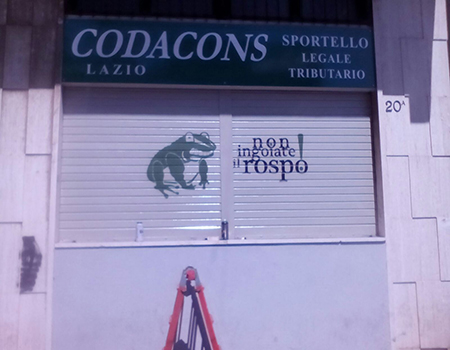 CODACONS
LAZIO
SPORTELLO
LEGALE
TRIBUTARIO
20A
non
ingoiate
il rospo!